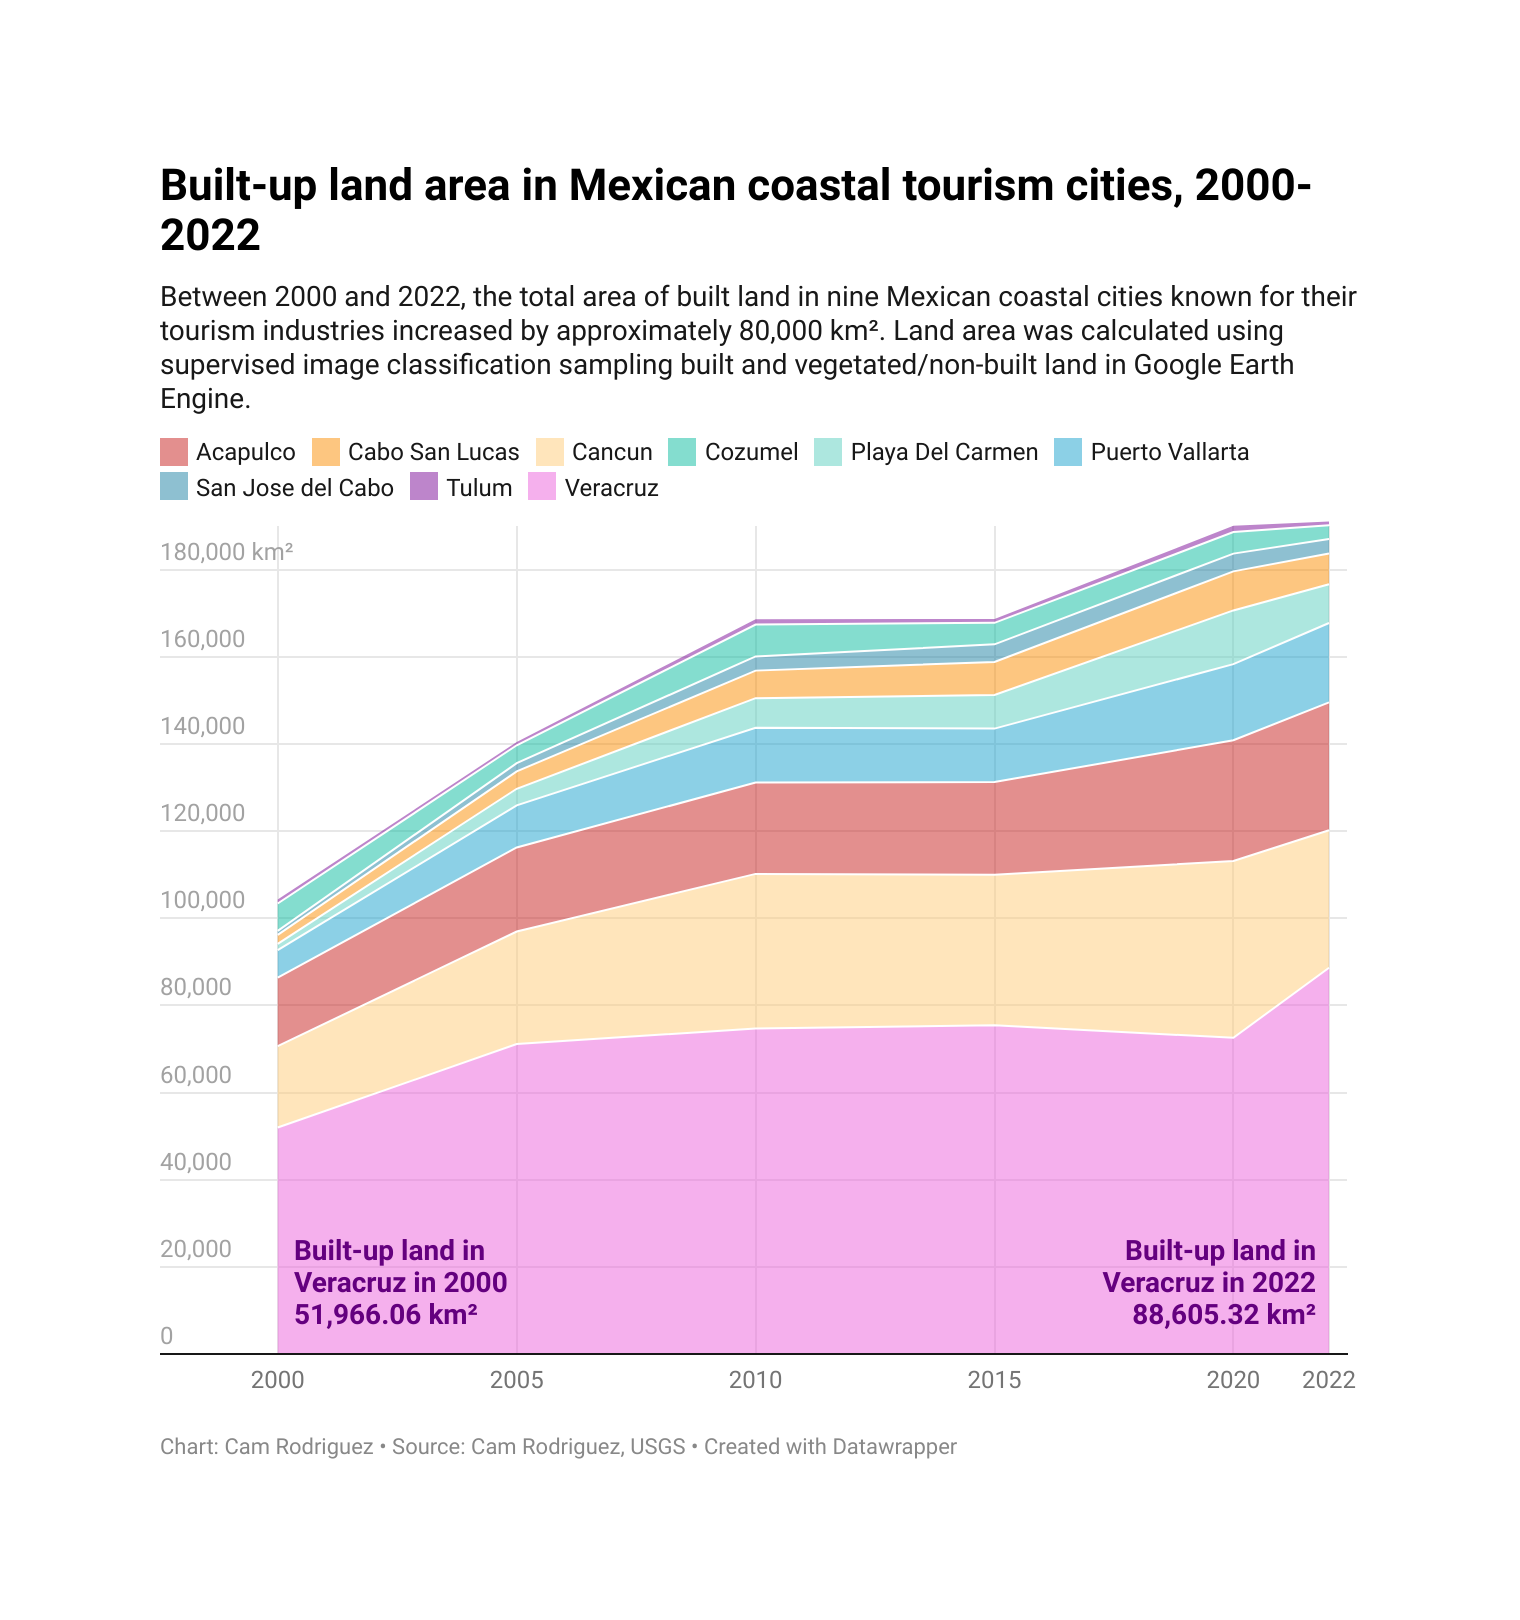 Built-up land area in Mexican coastal tourism cities, 2000-
2022
Between 2000 and 2022, the total area of built land in nine Mexican coastal cities known for their
tourism industries increased by approximately 80,000 km². Land area was calculated using
supervised image classification sampling built and vegetated/non-built land in Google Earth
Engine.
Acapulco Cabo San Lucas Cancun Cozumel Playa Del Carmen Puerto Vallarta
San Jose del Cabo Tulum Veracruz
180,000 km²
160,000
140,000
120,000
100,000
80,000
60,000
40,000
20,000
0
Built-up land in
Veracruz in 2000
51,966.06 km²
Built-up land in
Veracruz in 2022
88,605.32 km²
2000 2005 2010 2015 2020 2022
Chart: Cam Rodriguez • Source: Cam Rodriguez, USGS • Created with Datawrapper